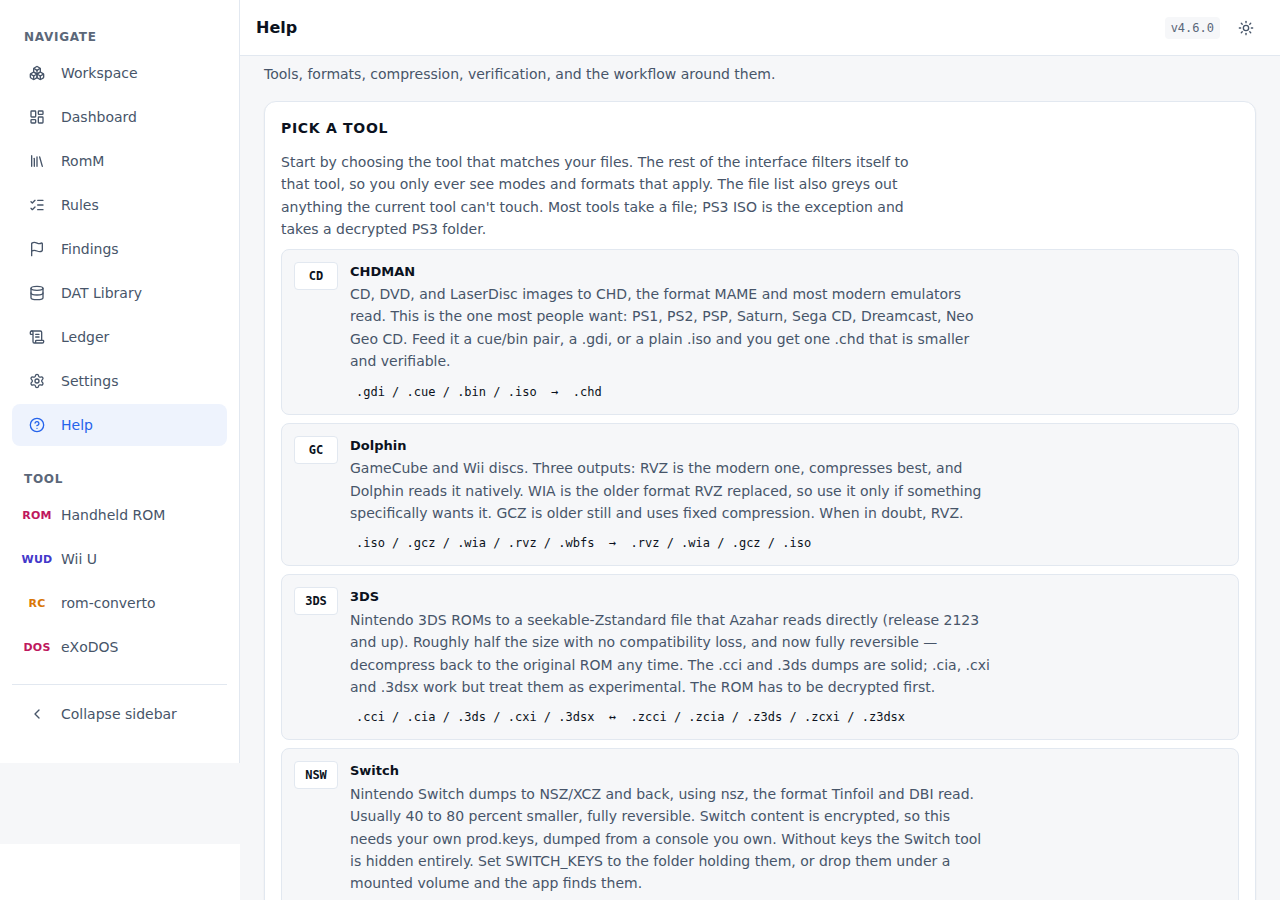 NAVIGATE
Workspace
Dashboard
RomM
Rules
Findings
DAT Library
Ledger
Settings
Help
TOOL
ROM Handheld ROM
WUD Wii U
RC rom-converto
DOS eXoDOS
Collapse sidebar
Help
v4.6.0
Tools, formats, compression, verification, and the workflow around them.
PICK A TOOL
Start by choosing the tool that matches your files. The rest of the interface filters itself to
that tool, so you only ever see modes and formats that apply. The file list also greys out
anything the current tool can't touch. Most tools take a file; PS3 ISO is the exception and
takes a decrypted PS3 folder.
CD CHDMAN
CD, DVD, and LaserDisc images to CHD, the format MAME and most modern emulators
read. This is the one most people want: PS1, PS2, PSP, Saturn, Sega CD, Dreamcast, Neo
Geo CD. Feed it a cue/bin pair, a .gdi, or a plain .iso and you get one .chd that is smaller
and verifiable.
.gdi / .cue / .bin / .iso → .chd
GC Dolphin
GameCube and Wii discs. Three outputs: RVZ is the modern one, compresses best, and
Dolphin reads it natively. WIA is the older format RVZ replaced, so use it only if something
specifically wants it. GCZ is older still and uses fixed compression. When in doubt, RVZ.
.iso / .gcz / .wia / .rvz / .wbfs → .rvz / .wia / .gcz / .iso
3DS 3DS
Nintendo 3DS ROMs to a seekable-Zstandard file that Azahar reads directly (release 2123
and up). Roughly half the size with no compatibility loss, and now fully reversible —
decompress back to the original ROM any time. The .cci and .3ds dumps are solid; .cia, .cxi
and .3dsx work but treat them as experimental. The ROM has to be decrypted first.
.cci / .cia / .3ds / .cxi / .3dsx ↔ .zcci / .zcia / .z3ds / .zcxi / .z3dsx
NSW Switch
Nintendo Switch dumps to NSZ/XCZ and back, using nsz, the format Tinfoil and DBI read.
Usually 40 to 80 percent smaller, fully reversible. Switch content is encrypted, so this
needs your own prod.keys, dumped from a console you own. Without keys the Switch tool
is hidden entirely. Set SWITCH_KEYS to the folder holding them, or drop them under a
mounted volume and the app finds them.